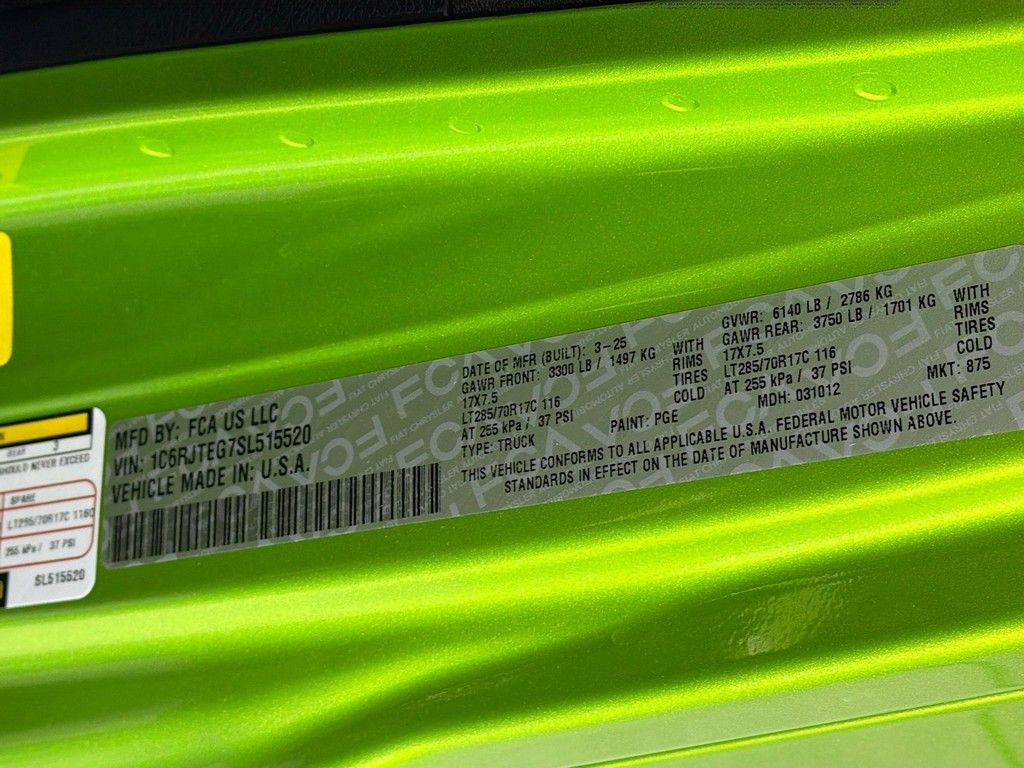 MFD BY: FCA US LLC
VIN: 1C6RJTEG7SL515520
VEHICLE MADE IN: U.S.A.
DATE OF MFR (BUILT): 3-25
GAWR FRONT: 3300 LB / 1497 KG WITH
17X7.5 RIMS
LT285/70R17C 116 TIRES
AT 255 kPa / 37 PSI COLD
TYPE: TRUCK
PAINT: PGE
GVWR: 6140 LB / 2786 KG
GAWR REAR: 3750 LB / 1701 KG WITH
17X7.5 RIMS
LT285/70R17C 116 TIRES
AT 255 kPa / 37 PSI COLD
MDH: 031012 MKT: 875
THIS VEHICLE CONFORMS TO ALL APPLICABLE U.S.A. FEDERAL MOTOR VEHICLE SAFETY
STANDARDS IN EFFECT ON THE DATE OF MANUFACTURE SHOWN ABOVE.
REAR 3
SHOULD NEVER EXCEED
SPARE
255 kPa / 37 PSI
SL515520